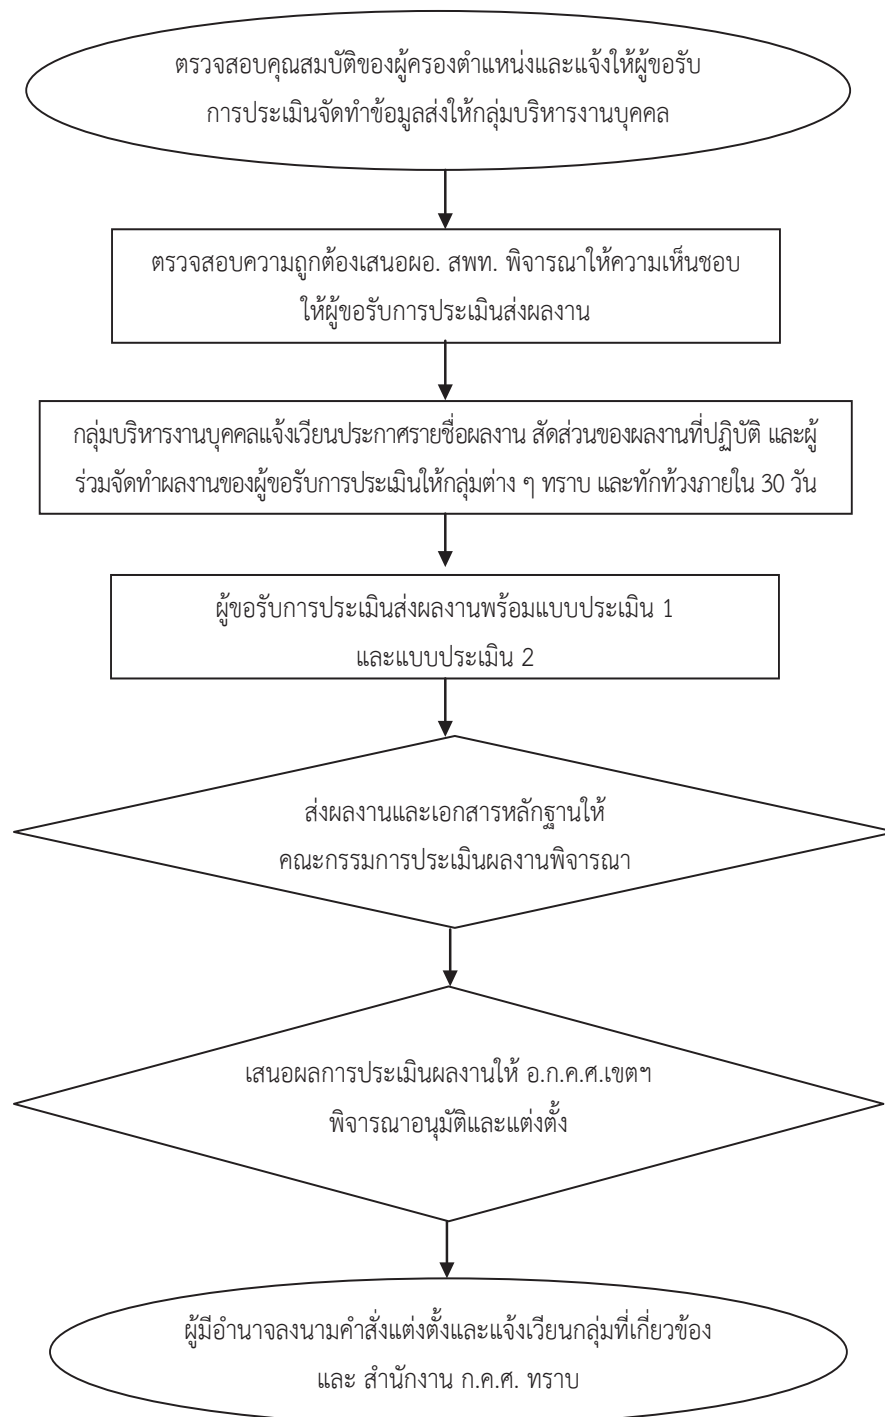 ตรวจสอบคุณสมบัติของผู้ครองตำแหน่งและแจ้งให้ผู้ขอรับ
การประเมินจัดทำข้อมูลส่งให้กลุ่มบริหารงานบุคคล
ตรวจสอบความถูกต้องเสนอผอ. สพท. พิจารณาให้ความเห็นชอบ
ให้ผู้ขอรับการประเมินส่งผลงาน
กลุ่มบริหารงานบุคคลแจ้งเวียนประกาศรายชื่อผลงาน สัดส่วนของผลงานที่ปฏิบัติ และผู้
ร่วมจัดทำผลงานของผู้ขอรับการประเมินให้กลุ่มต่าง ๆ ทราบ และทักท้วงภายใน 30 วัน
ผู้ขอรับการประเมินส่งผลงานพร้อมแบบประเมิน 1
และแบบประเมิน 2
ส่งผลงานและเอกสารหลักฐานให้
คณะกรรมการประเมินผลงานพิจารณา
เสนอผลการประเมินผลงานให้ อ.ก.ค.ศ.เขตฯ
พิจารณาอนุมัติและแต่งตั้ง
ผู้มีอำนาจลงนามคำสั่งแต่งตั้งและแจ้งเวียนกลุ่มที่เกี่ยวข้อง
และ สำนักงาน ก.ค.ศ. ทราบ